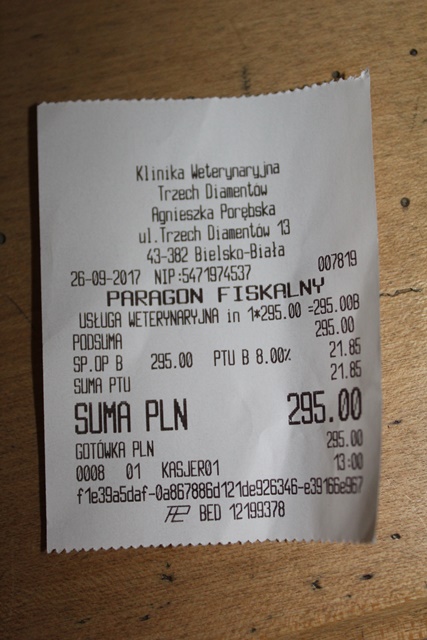 Klinika Weterynaryjna
Trzech Diamentów
Agnieszka Porębska
ul.Trzech Diamentów 13
43-382 Bielsko-Biała
26-09-2017 NIP:5471974537 007819
PARAGON FISKALNY
USŁUGA WETERYNARYJNA in 1*295.00 =295.00B
PODSUMA 295.00
SP.OP B 295.00 PTU B 8.00% 21.85
SUMA PTU 21.85
SUMA PLN 295.00
GOTÓWKA PLN 295.00
0008 01 KASJER01 13:00
f1e39a5daf-0a867886d121de926346-e39166e967
BED 12199378